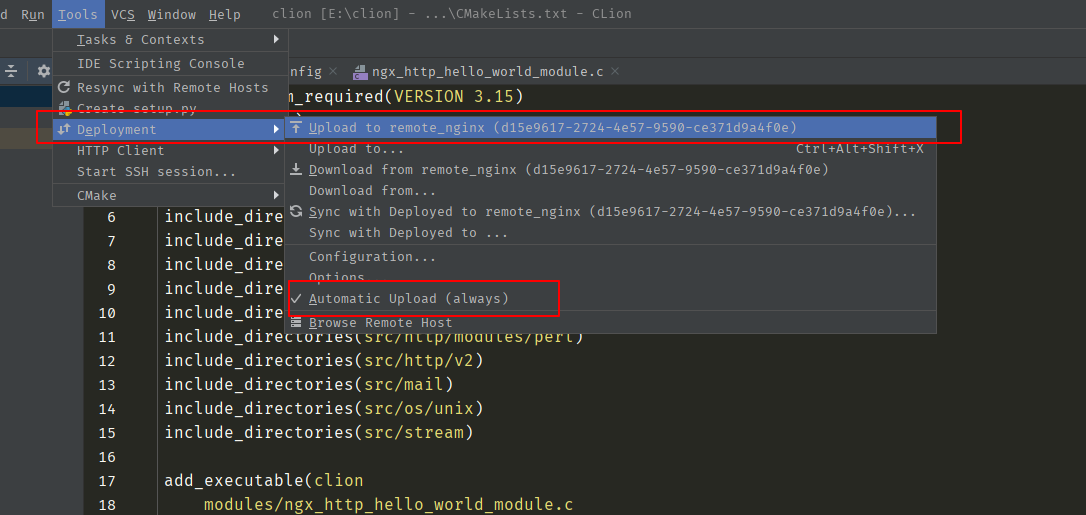 d Run Tools VCS Window Help clion [E:\clion] - ...\CMakeLists.txt - CLion
Tasks & Contexts
IDE Scripting Console
nfig ngx_http_hello_world_module.c
Resync with Remote Hosts
m_required(VERSION 3.15)
Create setup.py
Deployment
Upload to remote_nginx (d15e9617-2724-4e57-9590-ce371d9a4f0e)
HTTP Client
Upload to... Ctrl+Alt+Shift+X
Start SSH session...
Download from remote_nginx (d15e9617-2724-4e57-9590-ce371d9a4f0e)
CMake
Download from...
6 include_dire
Sync with Deployed to remote_nginx (d15e9617-2724-4e57-9590-ce371d9a4f0e)...
Sync with Deployed to ...
7 include_dire
Configuration...
8 include_dire
Options
9 include_dire
Automatic Upload (always)
10 include_dire
Browse Remote Host
11 include_directories(src/http/modules/perl)
12 include_directories(src/http/v2)
13 include_directories(src/mail)
14 include_directories(src/os/unix)
15 include_directories(src/stream)
16
17 add_executable(clion
18 modules/ngx_http_hello_world_module.c